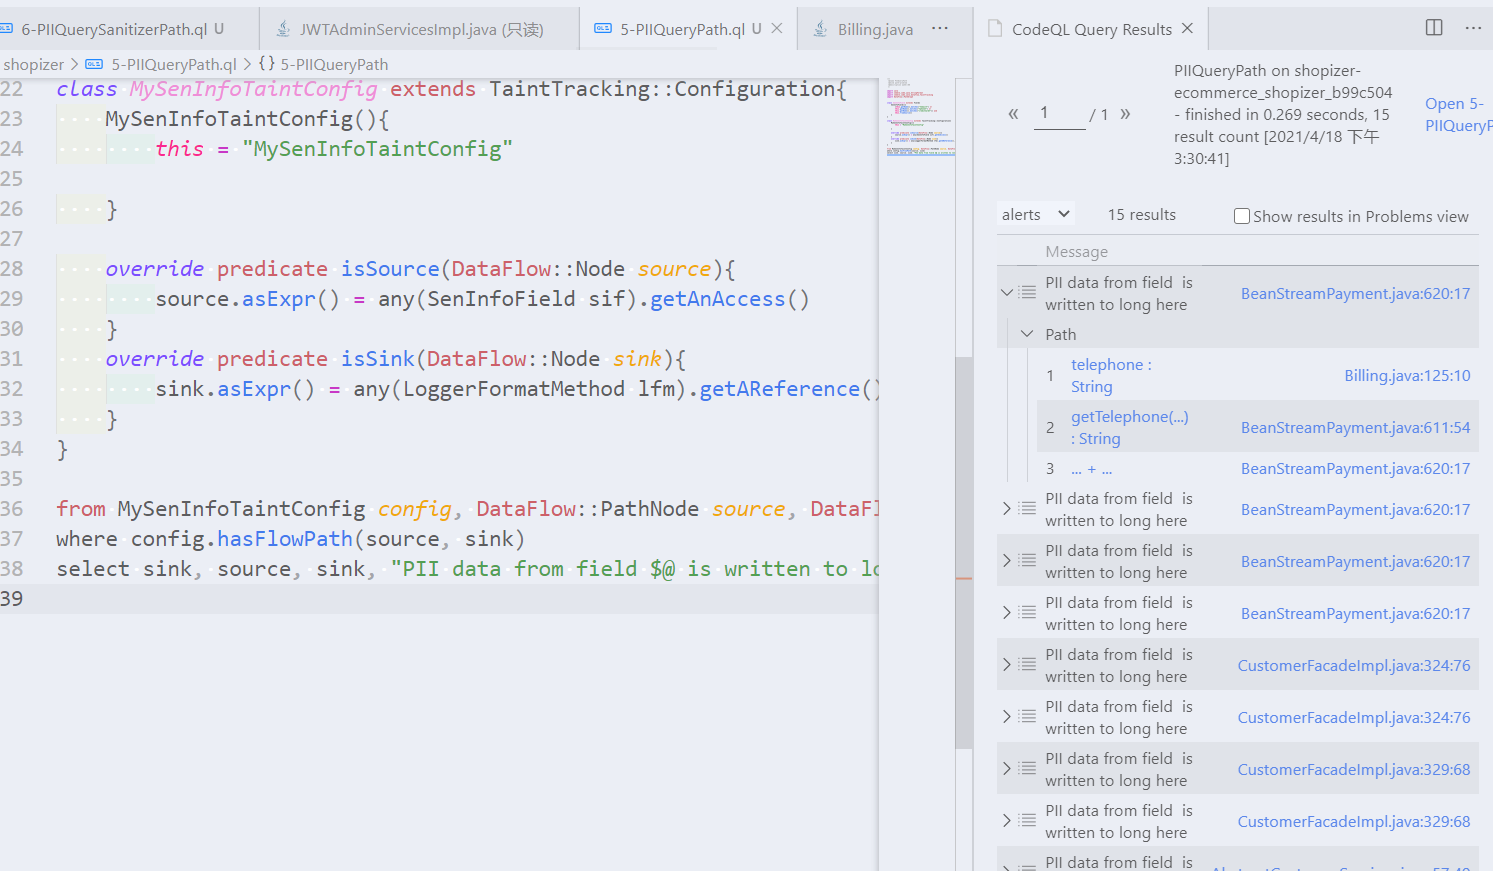 6-PIIQuerySanitizerPath.ql U
JWTAdminServicesImpl.java (只读)
5-PIIQueryPath.ql U
Billing.java
CodeQL Query Results
shopizer > 5-PIIQueryPath.ql > {} 5-PIIQueryPath
22 class MySenInfoTaintConfig extends TaintTracking::Configuration{
23 MySenInfoTaintConfig(){
24 this = "MySenInfoTaintConfig"
25
26 }
27
28 override predicate isSource(DataFlow::Node source){
29 source.asExpr() = any(SenInfoField sif).getAnAccess()
30 }
31 override predicate isSink(DataFlow::Node sink){
32 sink.asExpr() = any(LoggerFormatMethod lfm).getAReference()
33 }
34 }
35
36 from MySenInfoTaintConfig config, DataFlow::PathNode source, DataFl
37 where config.hasFlowPath(source, sink)
38 select sink, source, sink, "PII data from field $@ is written to lo
39
« 1 / 1 »
PIIQueryPath on shopizer-
ecommerce_shopizer_b99c504
- finished in 0.269 seconds, 15
result count [2021/4/18 下午
3:30:41]
Open 5-
PIIQueryP
alerts
15 results
Show results in Problems view
Message
PII data from field is
written to long here
BeanStreamPayment.java:620:17
Path
1 telephone :
String
Billing.java:125:10
2 getTelephone(...)
: String
BeanStreamPayment.java:611:54
3 ... + ...
BeanStreamPayment.java:620:17
PII data from field is
written to long here
BeanStreamPayment.java:620:17
PII data from field is
written to long here
BeanStreamPayment.java:620:17
PII data from field is
written to long here
BeanStreamPayment.java:620:17
PII data from field is
written to long here
CustomerFacadeImpl.java:324:76
PII data from field is
written to long here
CustomerFacadeImpl.java:324:76
PII data from field is
written to long here
CustomerFacadeImpl.java:329:68
PII data from field is
written to long here
CustomerFacadeImpl.java:329:68
PII data from field is